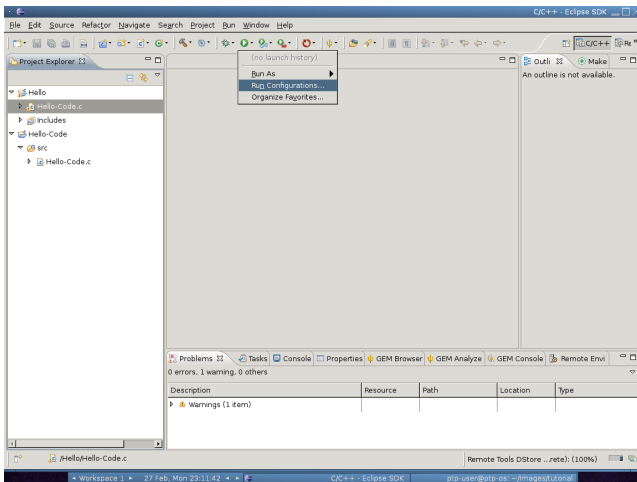 C/C++ - Eclipse SDK
File Edit Source Refactor Navigate Search Project Run Window Help
C/C++
Project Explorer
(no launch history)
Run As
Run Configurations...
Organize Favorites...
Outli
Make
An outline is not available.
Hello
Hello-Code.c
Includes
Hello-Code
src
Hello-Code.c
Problems Tasks Console Properties GEM Browser GEM Analyze GEM Console Remote Envi
0 errors, 1 warning, 0 others
Description Resource Path Location Type
Warnings (1 item)
/Hello/Hello-Code.c
Remote Tools DStore ...rete): (100%)
Workspace 1 27 Feb, Mon 23:11:42 C/C++ - Eclipse SDK ptp-user@ptp-os: ~/Images/tutorial